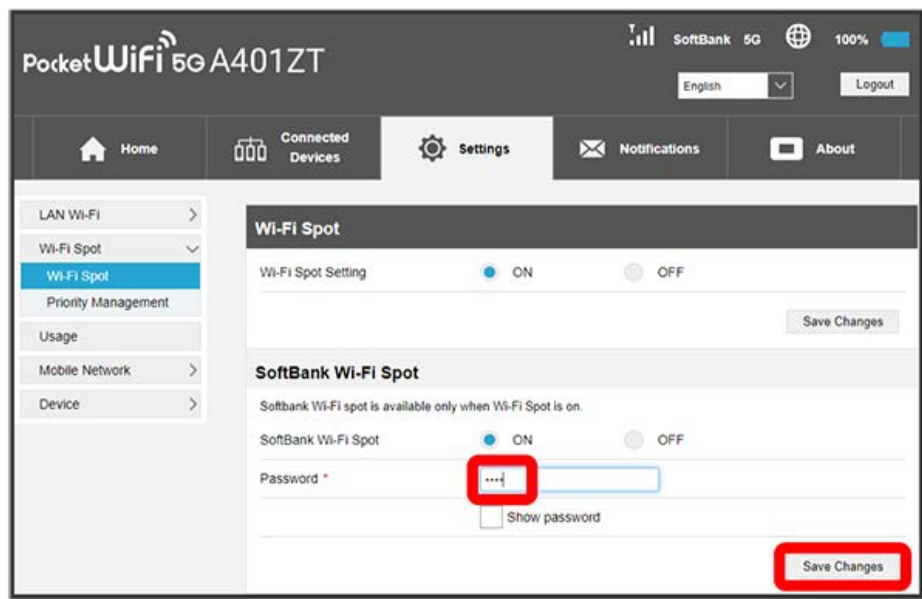 SoftBank 5G 100%
Pocket WiFi 5G A401ZT
English Logout
Home Connected Devices Settings Notifications About
LAN Wi-Fi
Wi-Fi Spot
Wi-Fi Spot
Priority Management
Usage
Mobile Network
Device
Wi-Fi Spot
Wi-Fi Spot Setting ON OFF
Save Changes
SoftBank Wi-Fi Spot
Softbank Wi-Fi spot is available only when Wi-Fi Spot is on.
SoftBank Wi-Fi Spot ON OFF
Password * ••••
Show password
Save Changes